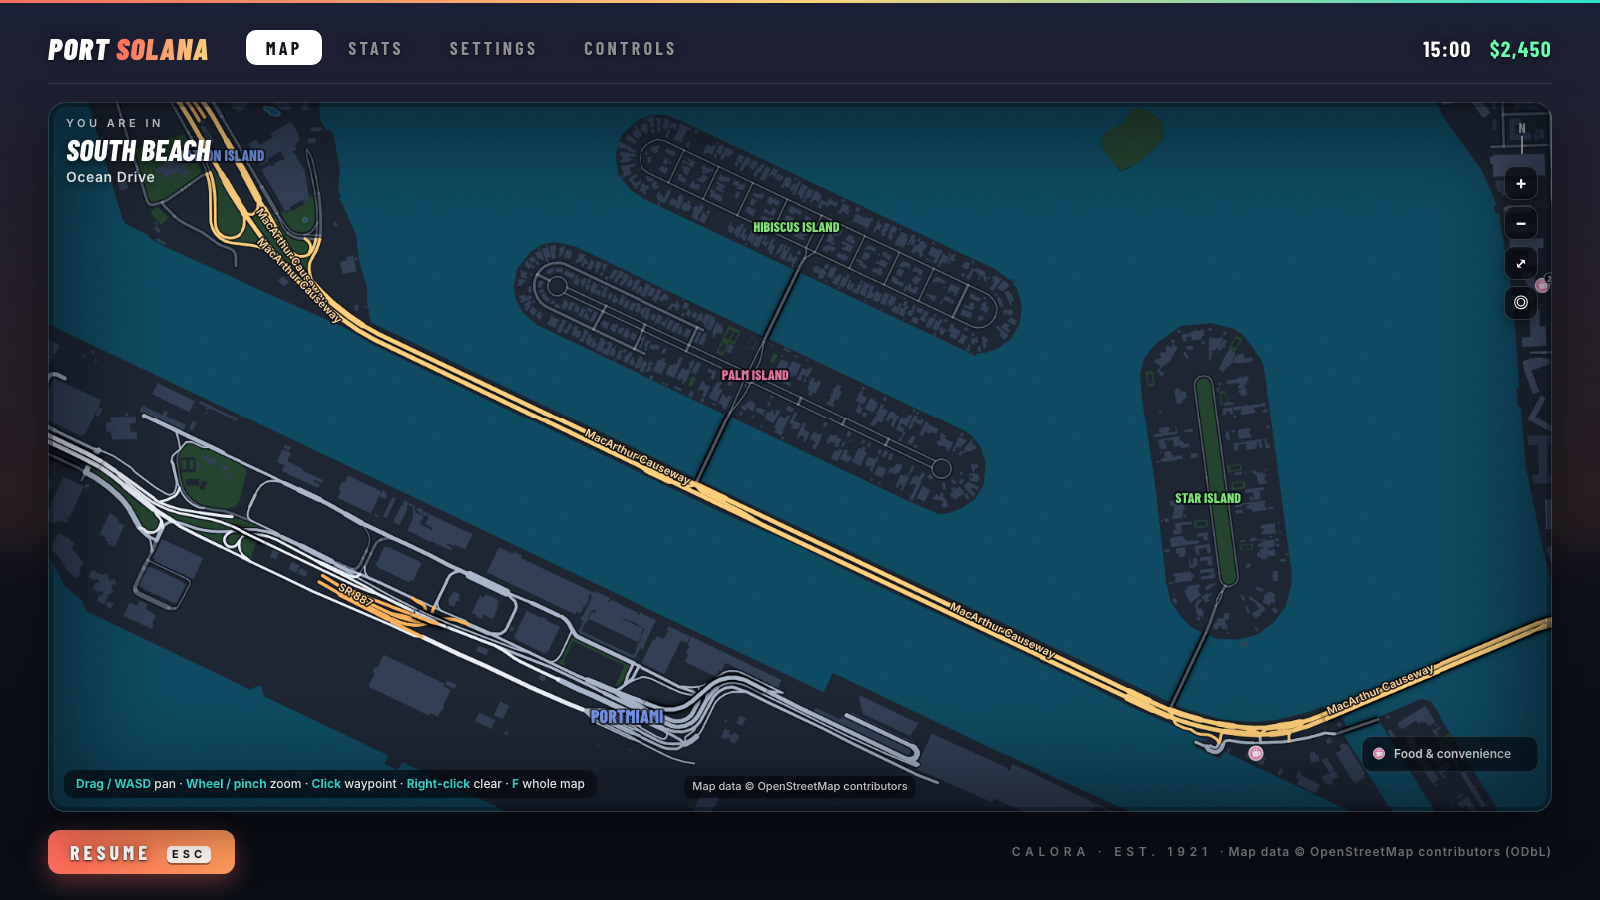 PORT SOLANA
MAP
STATS
SETTINGS
CONTROLS
15:00
$2,450
YOU ARE IN
SOUTH BEACH
ON ISLAND
Ocean Drive
N
+
−
MacArthur Causeway
MacArthur Causeway
HIBISCUS ISLAND
PALM ISLAND
MacArthur Causeway
STAR ISLAND
SR 887
MacArthur Causeway
MacArthur Causeway
PORTMIAMI
Food & convenience
Drag / WASD pan · Wheel / pinch zoom · Click waypoint · Right-click clear · F whole map
Map data © OpenStreetMap contributors
RESUME ESC
CALORA · EST. 1921 · Map data © OpenStreetMap contributors (ODbL)